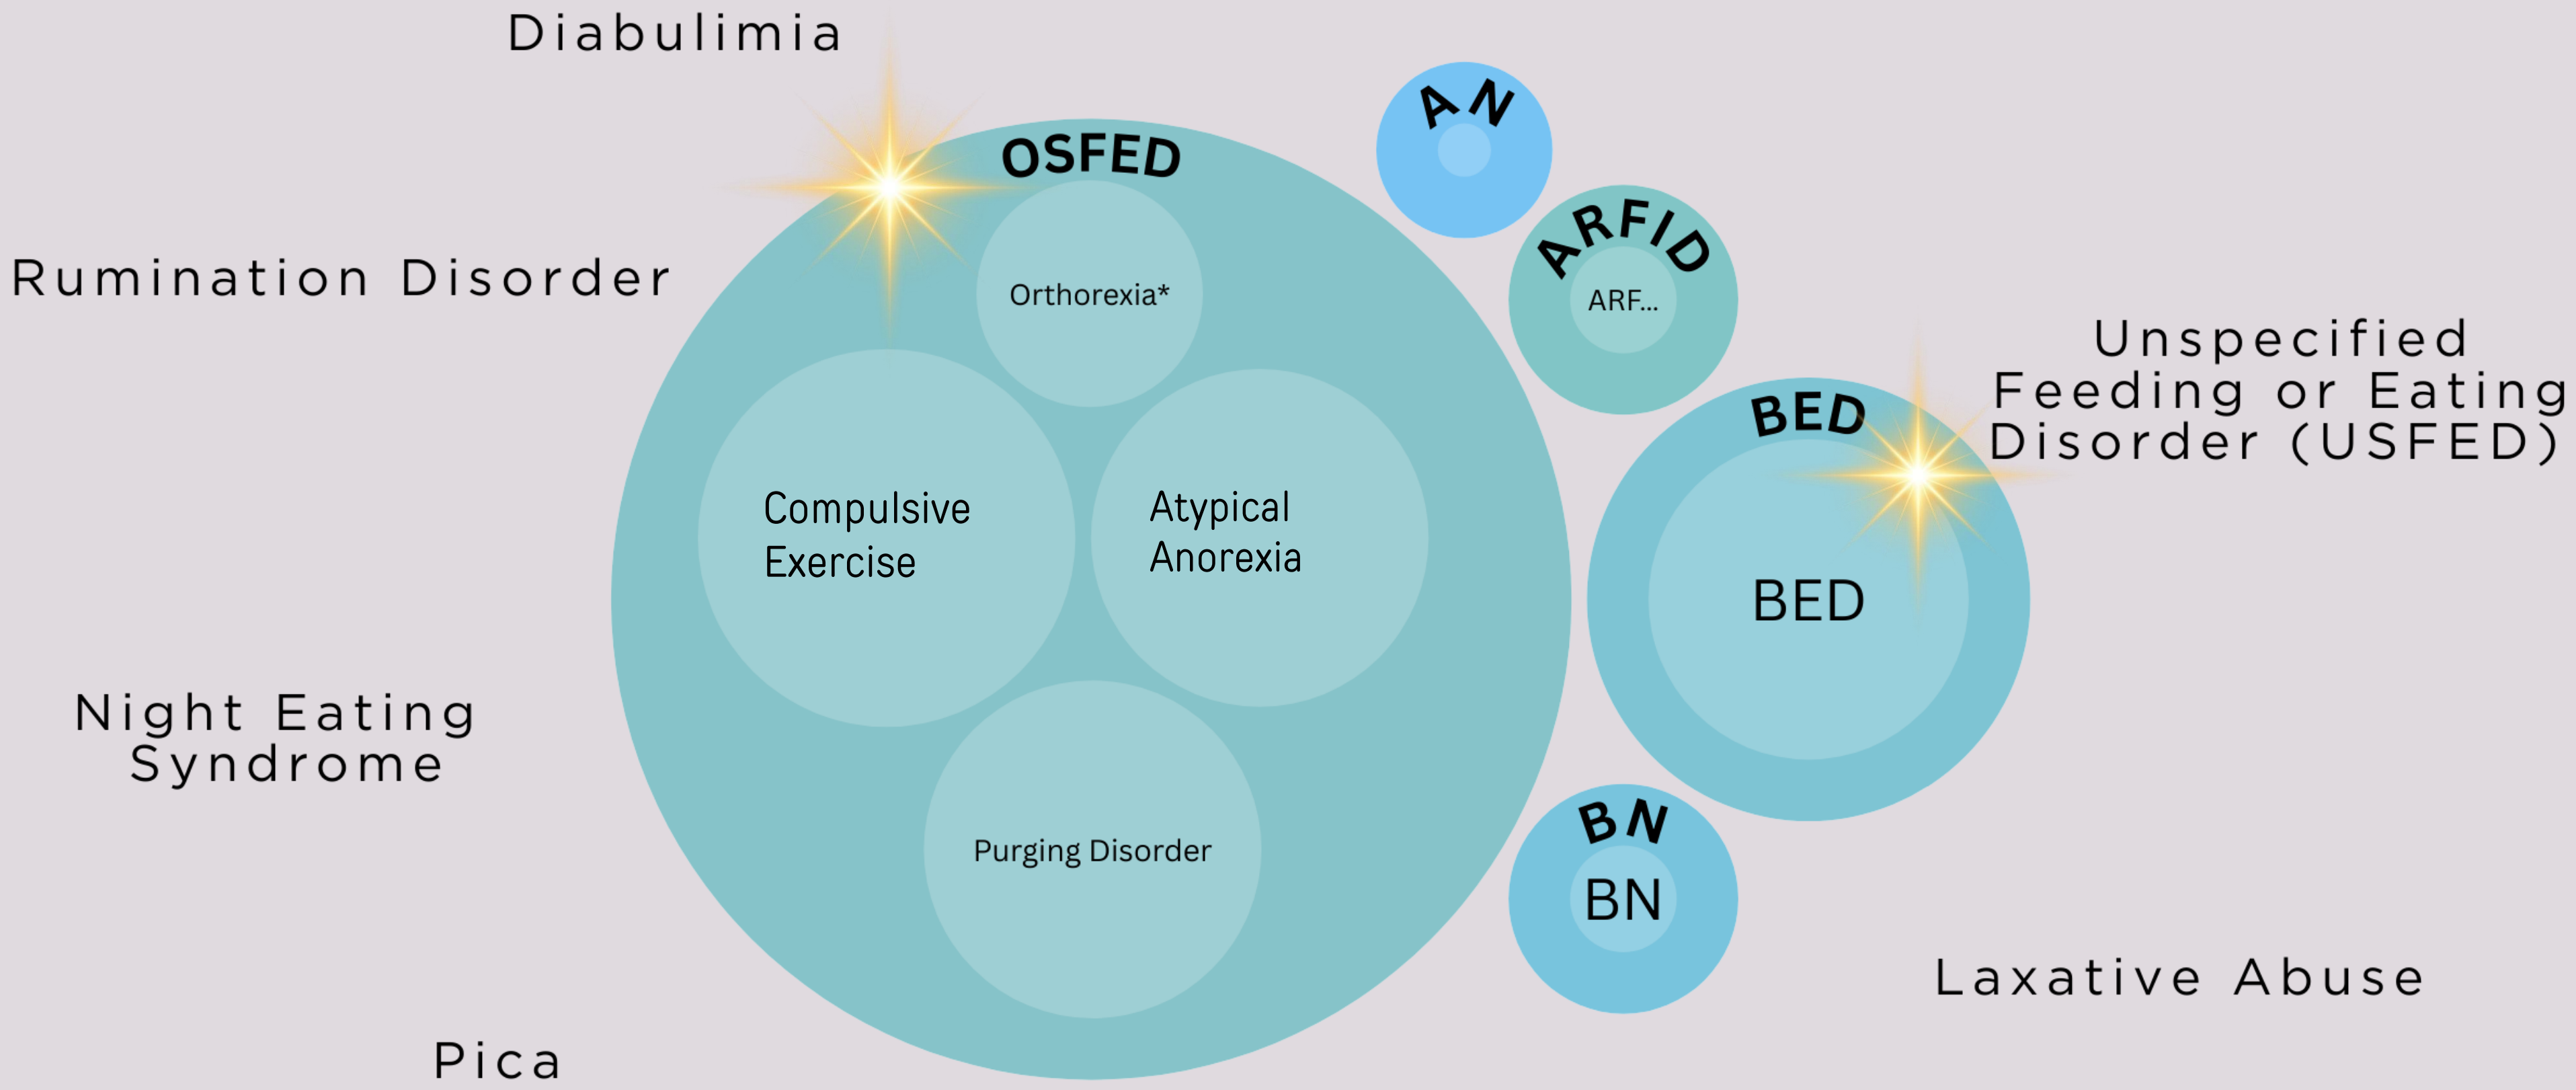 Diabulimia
AN
OSFED
ARFID
Rumination Disorder
Orthorexia*
ARF...
Unspecified
Feeding or Eating
Disorder (USFED)
BED
Compulsive
Exercise
Atypical
Anorexia
BED
Night Eating
Syndrome
Purging Disorder
BN
BN
Laxative Abuse
Pica